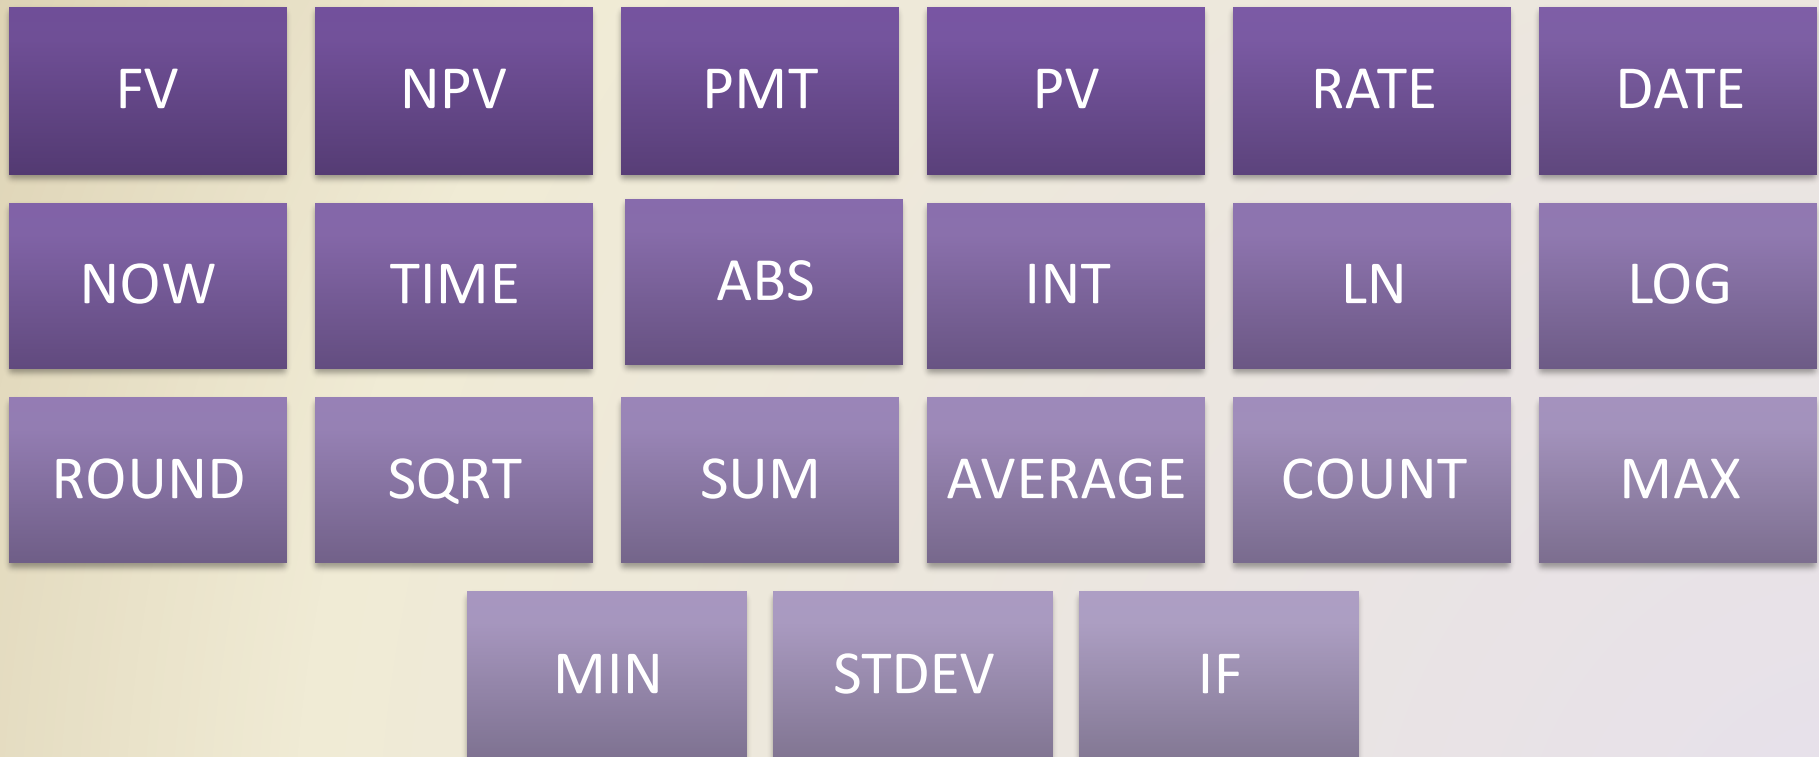 FV NPV PMT PV RATE DATE
NOW TIME ABS INT LN LOG
ROUND SQRT SUM AVERAGE COUNT MAX
MIN STDEV IF